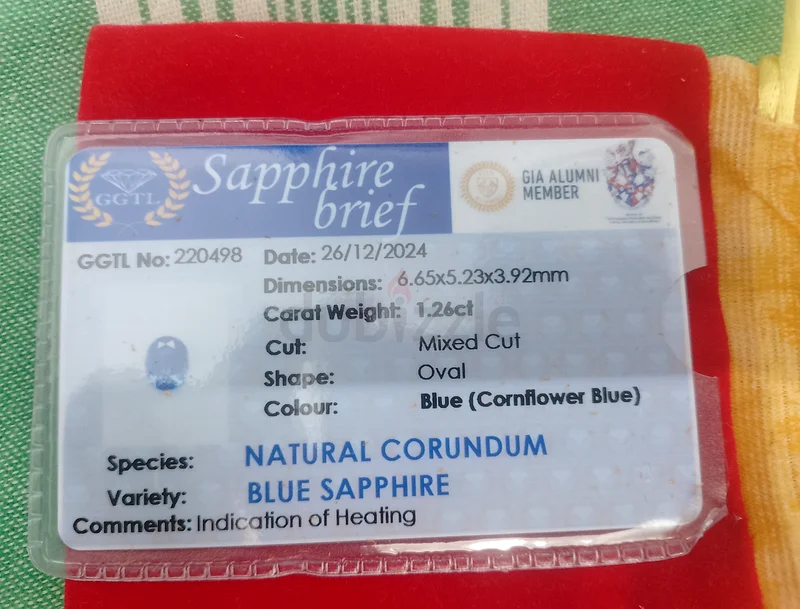 GGTL
Sapphire
brief
GIA ALUMNI
MEMBER
GGTL No: 220498
Date: 26/12/2024
Dimensions: 6.65x5.23x3.92mm
Carat Weight: 1.26ct
dubizzle
Cut: Mixed Cut
Shape: Oval
Colour: Blue (Cornflower Blue)
Species: NATURAL CORUNDUM
Variety: BLUE SAPPHIRE
Comments: Indication of Heating